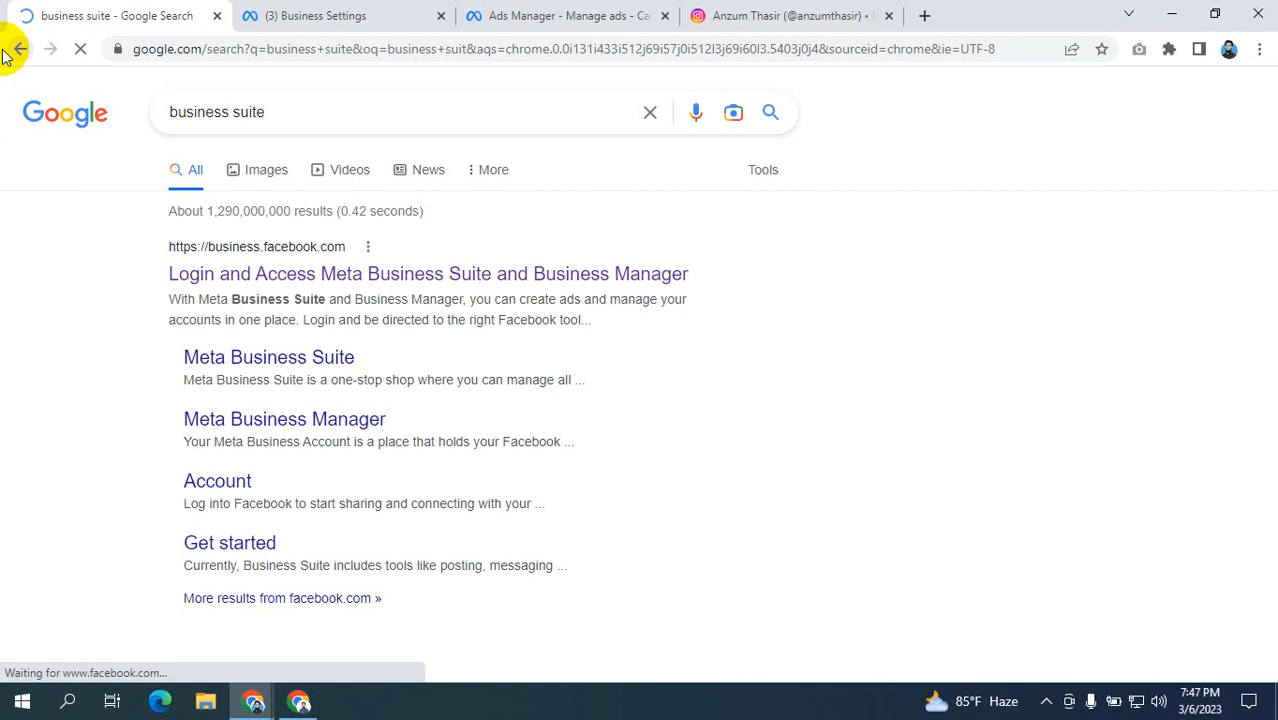 business suite - Google Search
(3) Business Settings
Ads Manager - Manage ads - Ca
Anzum Thasir (@anzumthasir) •
google.com/search?q=business+suite&oq=business+suit&aqs=chrome.0.0i131i433i512j69i57j0i512l3j69i60l3.5403j0j4&sourceid=chrome&ie=UTF-8
Google
business suite
All
Images
Videos
News
More
Tools
About 1,290,000,000 results (0.42 seconds)
https://business.facebook.com
Login and Access Meta Business Suite and Business Manager
With Meta Business Suite and Business Manager, you can create ads and manage your
accounts in one place. Login and be directed to the right Facebook tool...
Meta Business Suite
Meta Business Suite is a one-stop shop where you can manage all ...
Meta Business Manager
Your Meta Business Account is a place that holds your Facebook ...
Account
Log into Facebook to start sharing and connecting with your ...
Get started
Currently, Business Suite includes tools like posting, messaging ...
More results from facebook.com »
Waiting for www.facebook.com...
85°F Haze
7:47 PM
3/6/2023